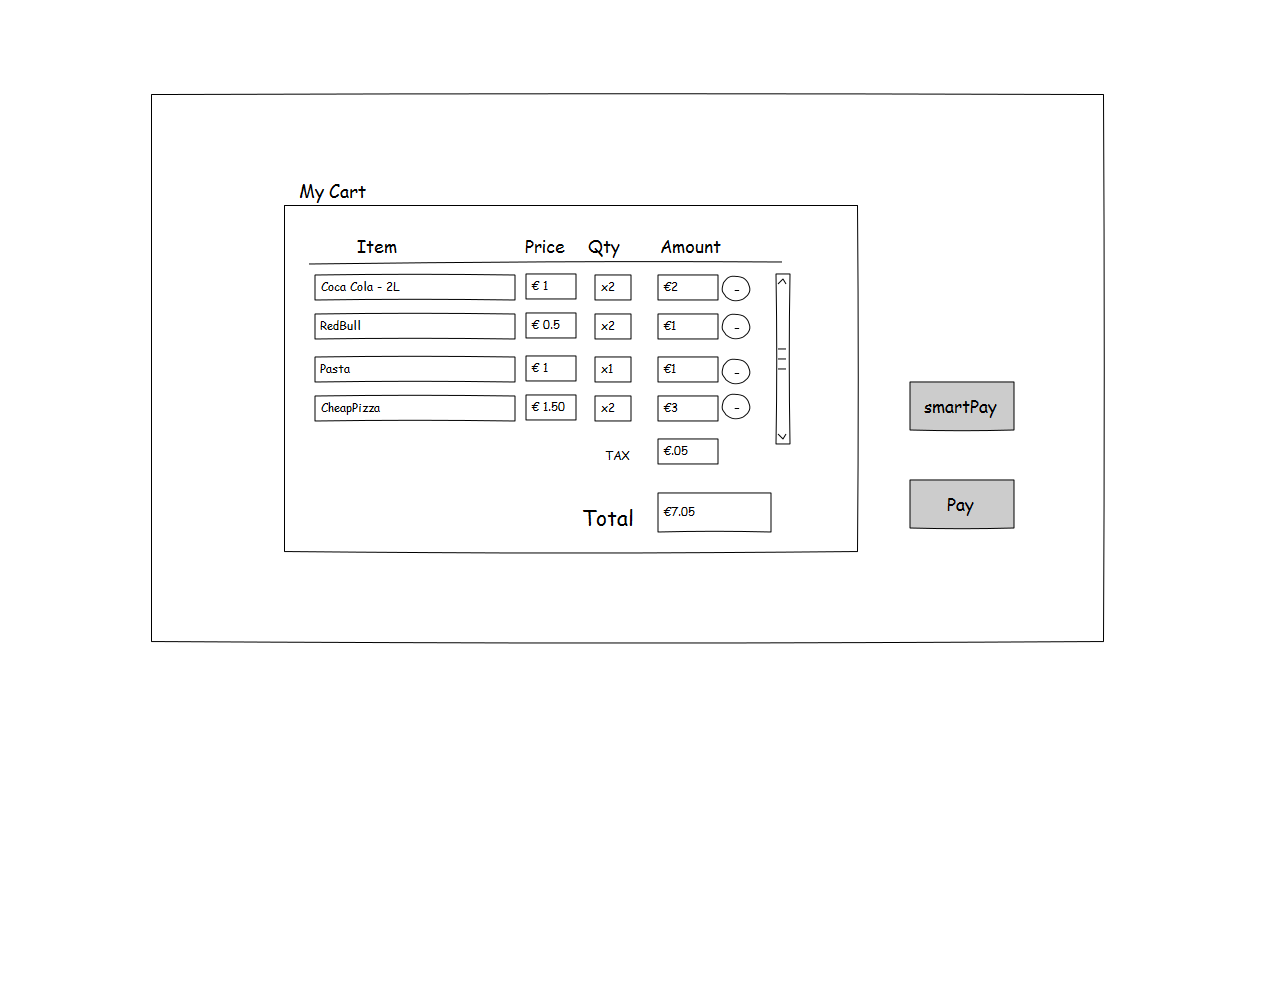 My Cart
Item Price Qty Amount
Coca Cola - 2L € 1 x2 €2 -
RedBull € 0.5 x2 €1 -
Pasta € 1 x1 €1 -
CheapPizza € 1.50 x2 €3 -
smartPay
TAX €.05
Total €7.05
Pay